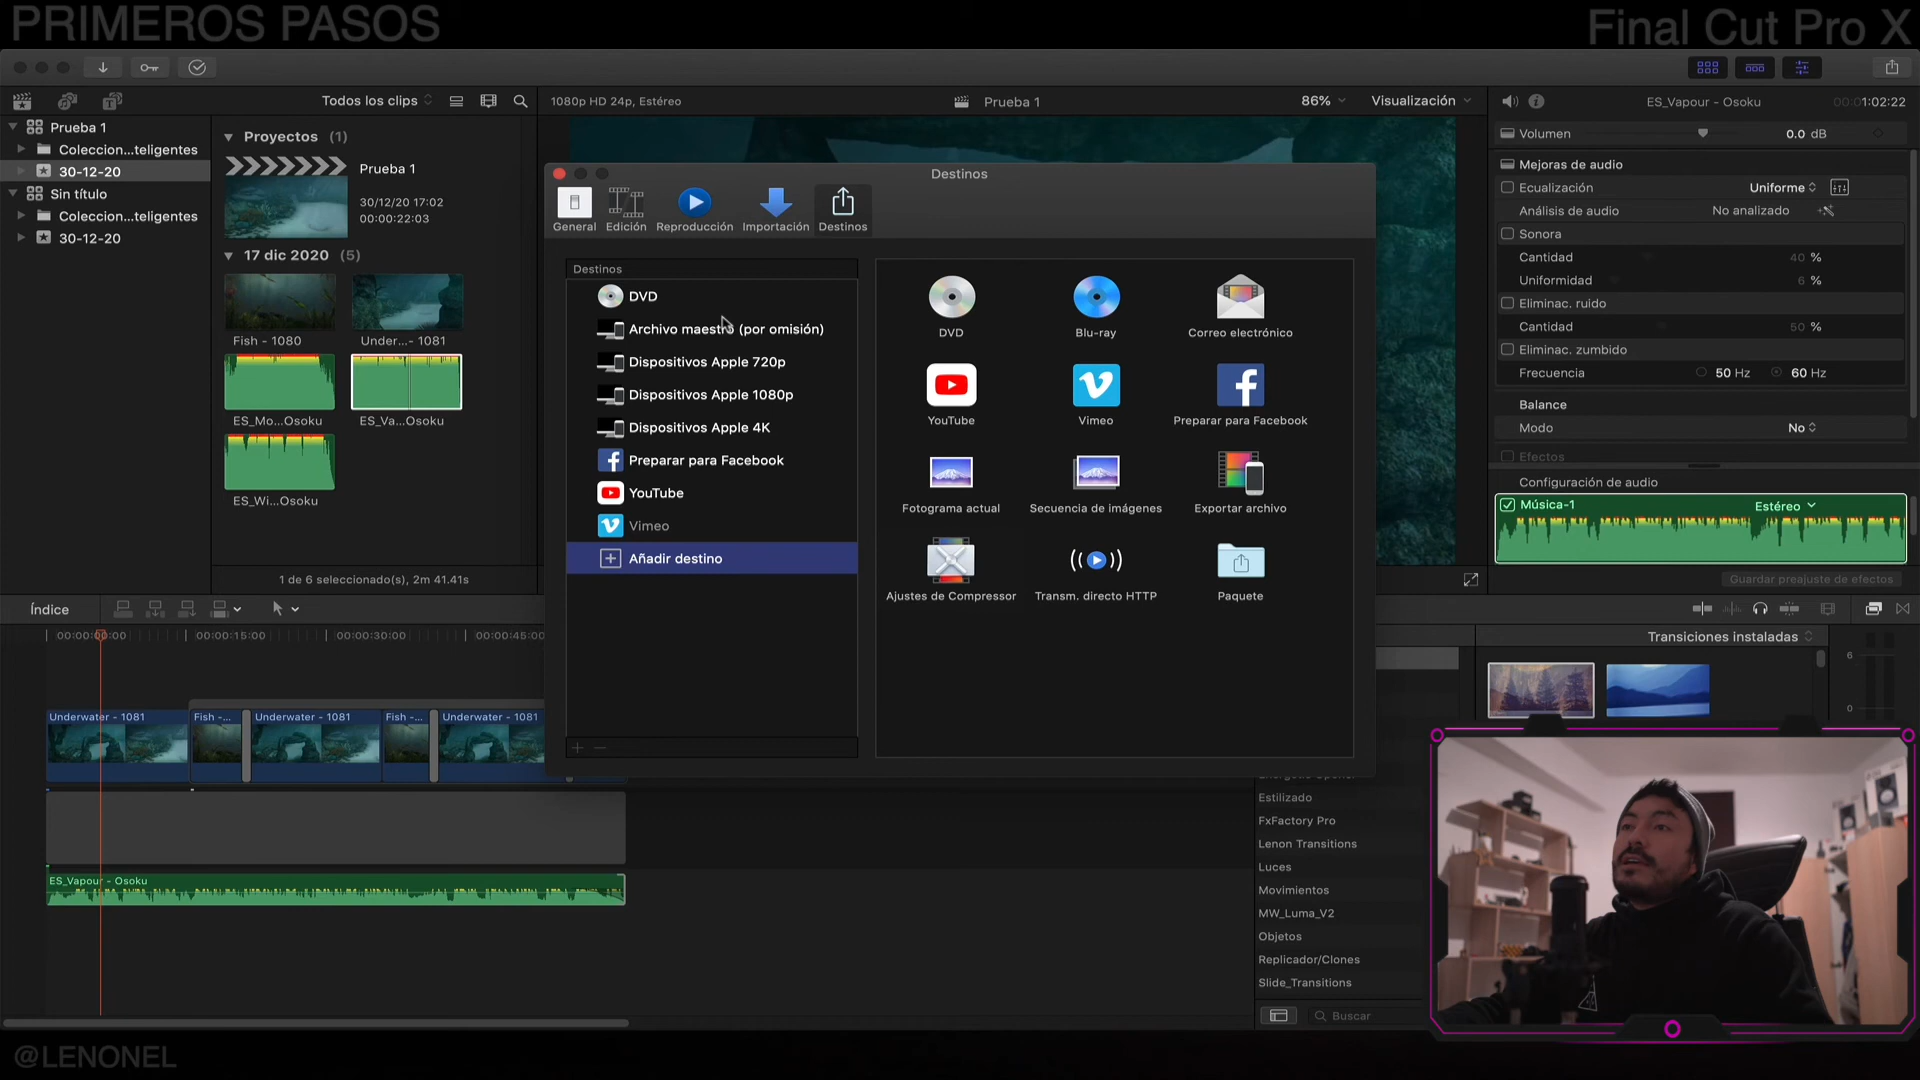 PRIMEROS PASOS
Final Cut Pro X
Todos los clips
1080p HD 24p, Estéreo
Prueba 1
86%
Visualización
ES_Vapour - Osoku
1:02:22
Prueba 1
Coleccion...teligentes
30-12-20
Sin título
Coleccion...teligentes
30-12-20
Proyectos (1)
Prueba 1
30/12/20 17:02
00:00:22:03
17 dic 2020 (5)
Fish - 1080
Under...- 1081
ES_Mo...Osoku
ES_Va...Osoku
ES_Wi...Osoku
1 de 6 seleccionado(s), 2m 41.41s
Destinos
General
Edición
Reproducción
Importación
Destinos
Destinos
DVD
Archivo maestro (por omisión)
Dispositivos Apple 720p
Dispositivos Apple 1080p
Dispositivos Apple 4K
Preparar para Facebook
YouTube
Vimeo
Añadir destino
DVD
Blu-ray
Correo electrónico
YouTube
Vimeo
Preparar para Facebook
Fotograma actual
Secuencia de imágenes
Exportar archivo
Ajustes de Compressor
Transm. directo HTTP
Paquete
Volumen
0.0 dB
Mejoras de audio
Ecualización
Uniforme
Análisis de audio
No analizado
Sonora
Cantidad
40 %
Uniformidad
6 %
Eliminac. ruido
Cantidad
50 %
Eliminac. zumbido
Frecuencia
50 Hz
60 Hz
Balance
Modo
No
Efectos
Configuración de audio
Música-1
Estéreo
Guardar preajuste de efectos
Índice
00:00:00:00
00:00:15:00
00:00:30:00
00:00:45:00
Underwater - 1081
Fish -...
Underwater - 1081
Fish -...
Underwater - 1081
ES_Vapour - Osoku
Transiciones instaladas
6
0
Estilizado
FxFactory Pro
Lenon Transitions
Luces
Movimientos
MW_Luma_V2
Objetos
Replicador/Clones
Slide_Transitions
Buscar
@LENONEL